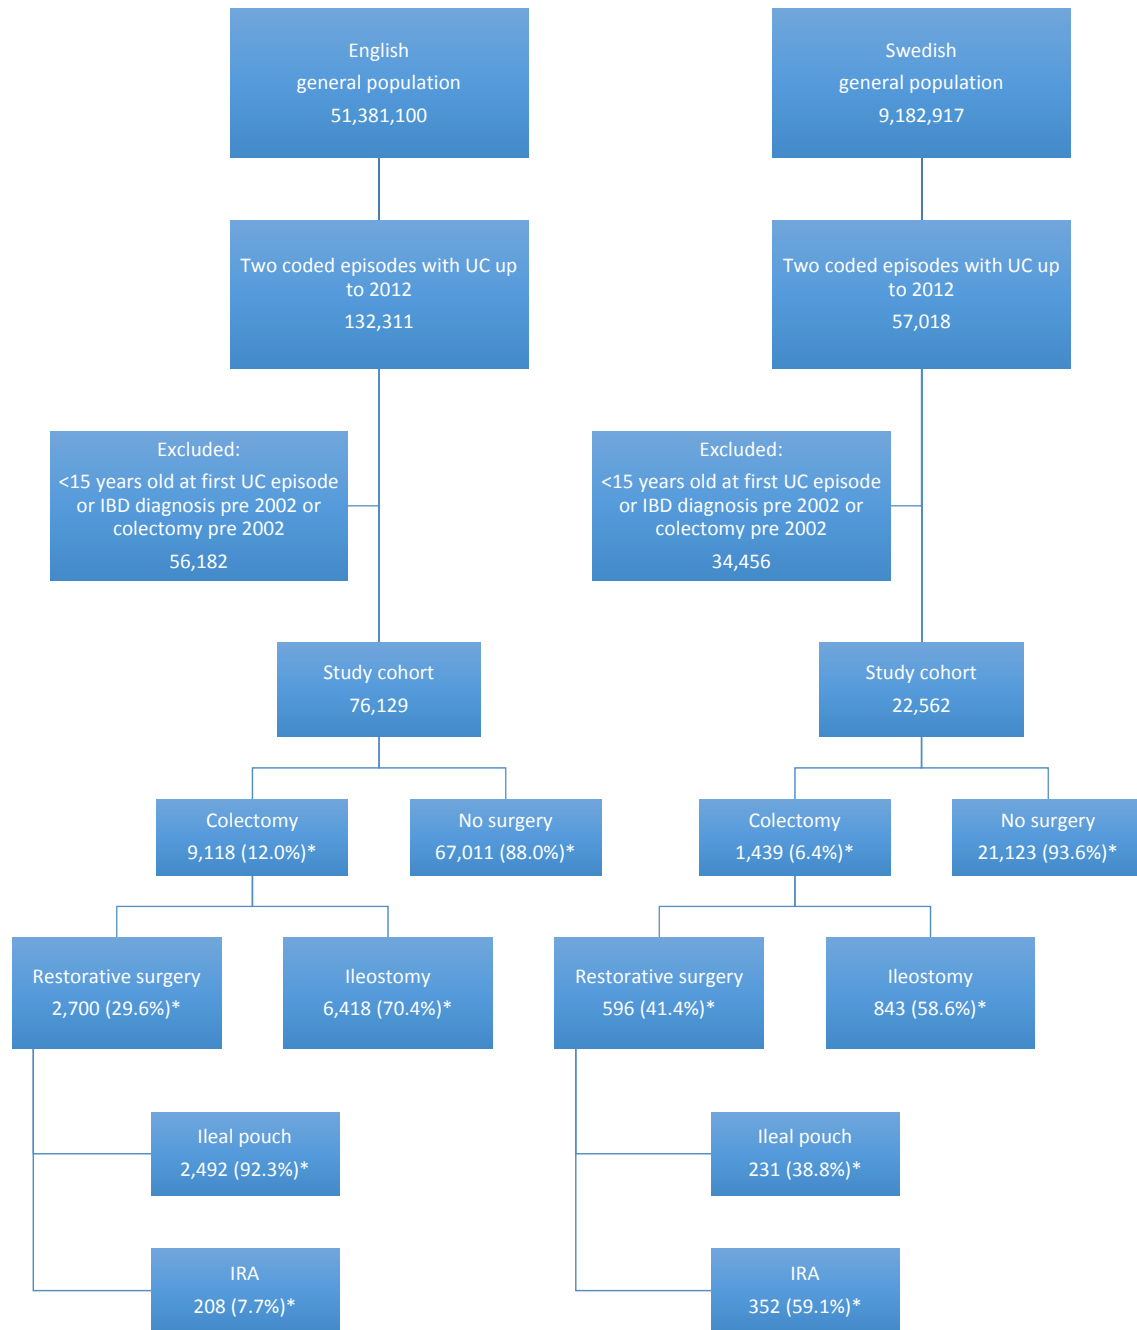 English
general population
51,381,100
Swedish
general population
9,182,917
Two coded episodes with UC up
to 2012
132,311
Two coded episodes with UC up
to 2012
57,018
Excluded:
<15 years old at first UC episode
or IBD diagnosis pre 2002 or
colectomy pre 2002
56,182
Excluded:
<15 years old at first UC episode
or IBD diagnosis pre 2002 or
colectomy pre 2002
34,456
Study cohort
76,129
Study cohort
22,562
Colectomy
9,118 (12.0%)*
No surgery
67,011 (88.0%)*
Colectomy
1,439 (6.4%)*
No surgery
21,123 (93.6%)*
Restorative surgery
2,700 (29.6%)*
Ileostomy
6,418 (70.4%)*
Restorative surgery
596 (41.4%)*
Ileostomy
843 (58.6%)*
Ileal pouch
2,492 (92.3%)*
Ileal pouch
231 (38.8%)*
IRA
208 (7.7%)*
IRA
352 (59.1%)*